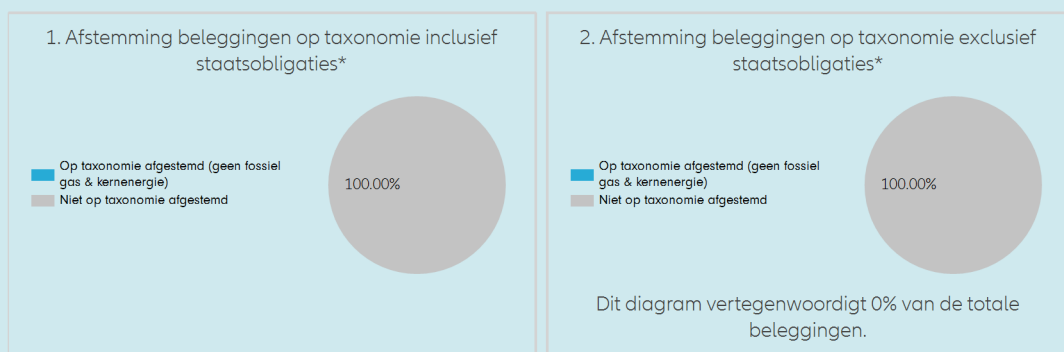 1. Afstemming beleggingen op taxonomie inclusief
staatsobligaties*
Op taxonomie afgestemd (geen fossiel
gas & kernenergie)
Niet op taxonomie afgestemd
100.00%
2. Afstemming beleggingen op taxonomie exclusief
staatsobligaties*
Op taxonomie afgestemd (geen fossiel
gas & kernenergie)
Niet op taxonomie afgestemd
100.00%
Dit diagram vertegenwoordigt 0% van de totale
beleggingen.